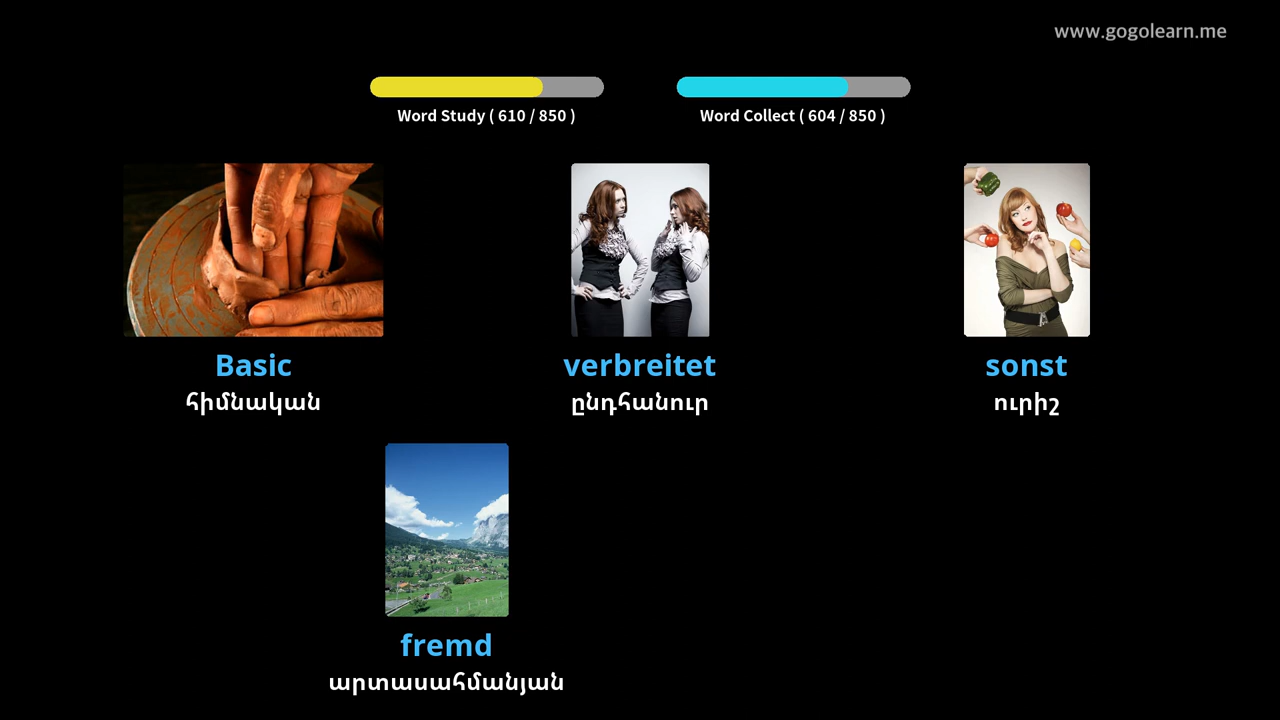 www.gogolearn.me
Word Study ( 610 / 850 )
Word Collect ( 604 / 850 )
Basic
հիմնական
verbreitet
ընդհանուր
sonst
ուրիշ
fremd
արտասահմանյան